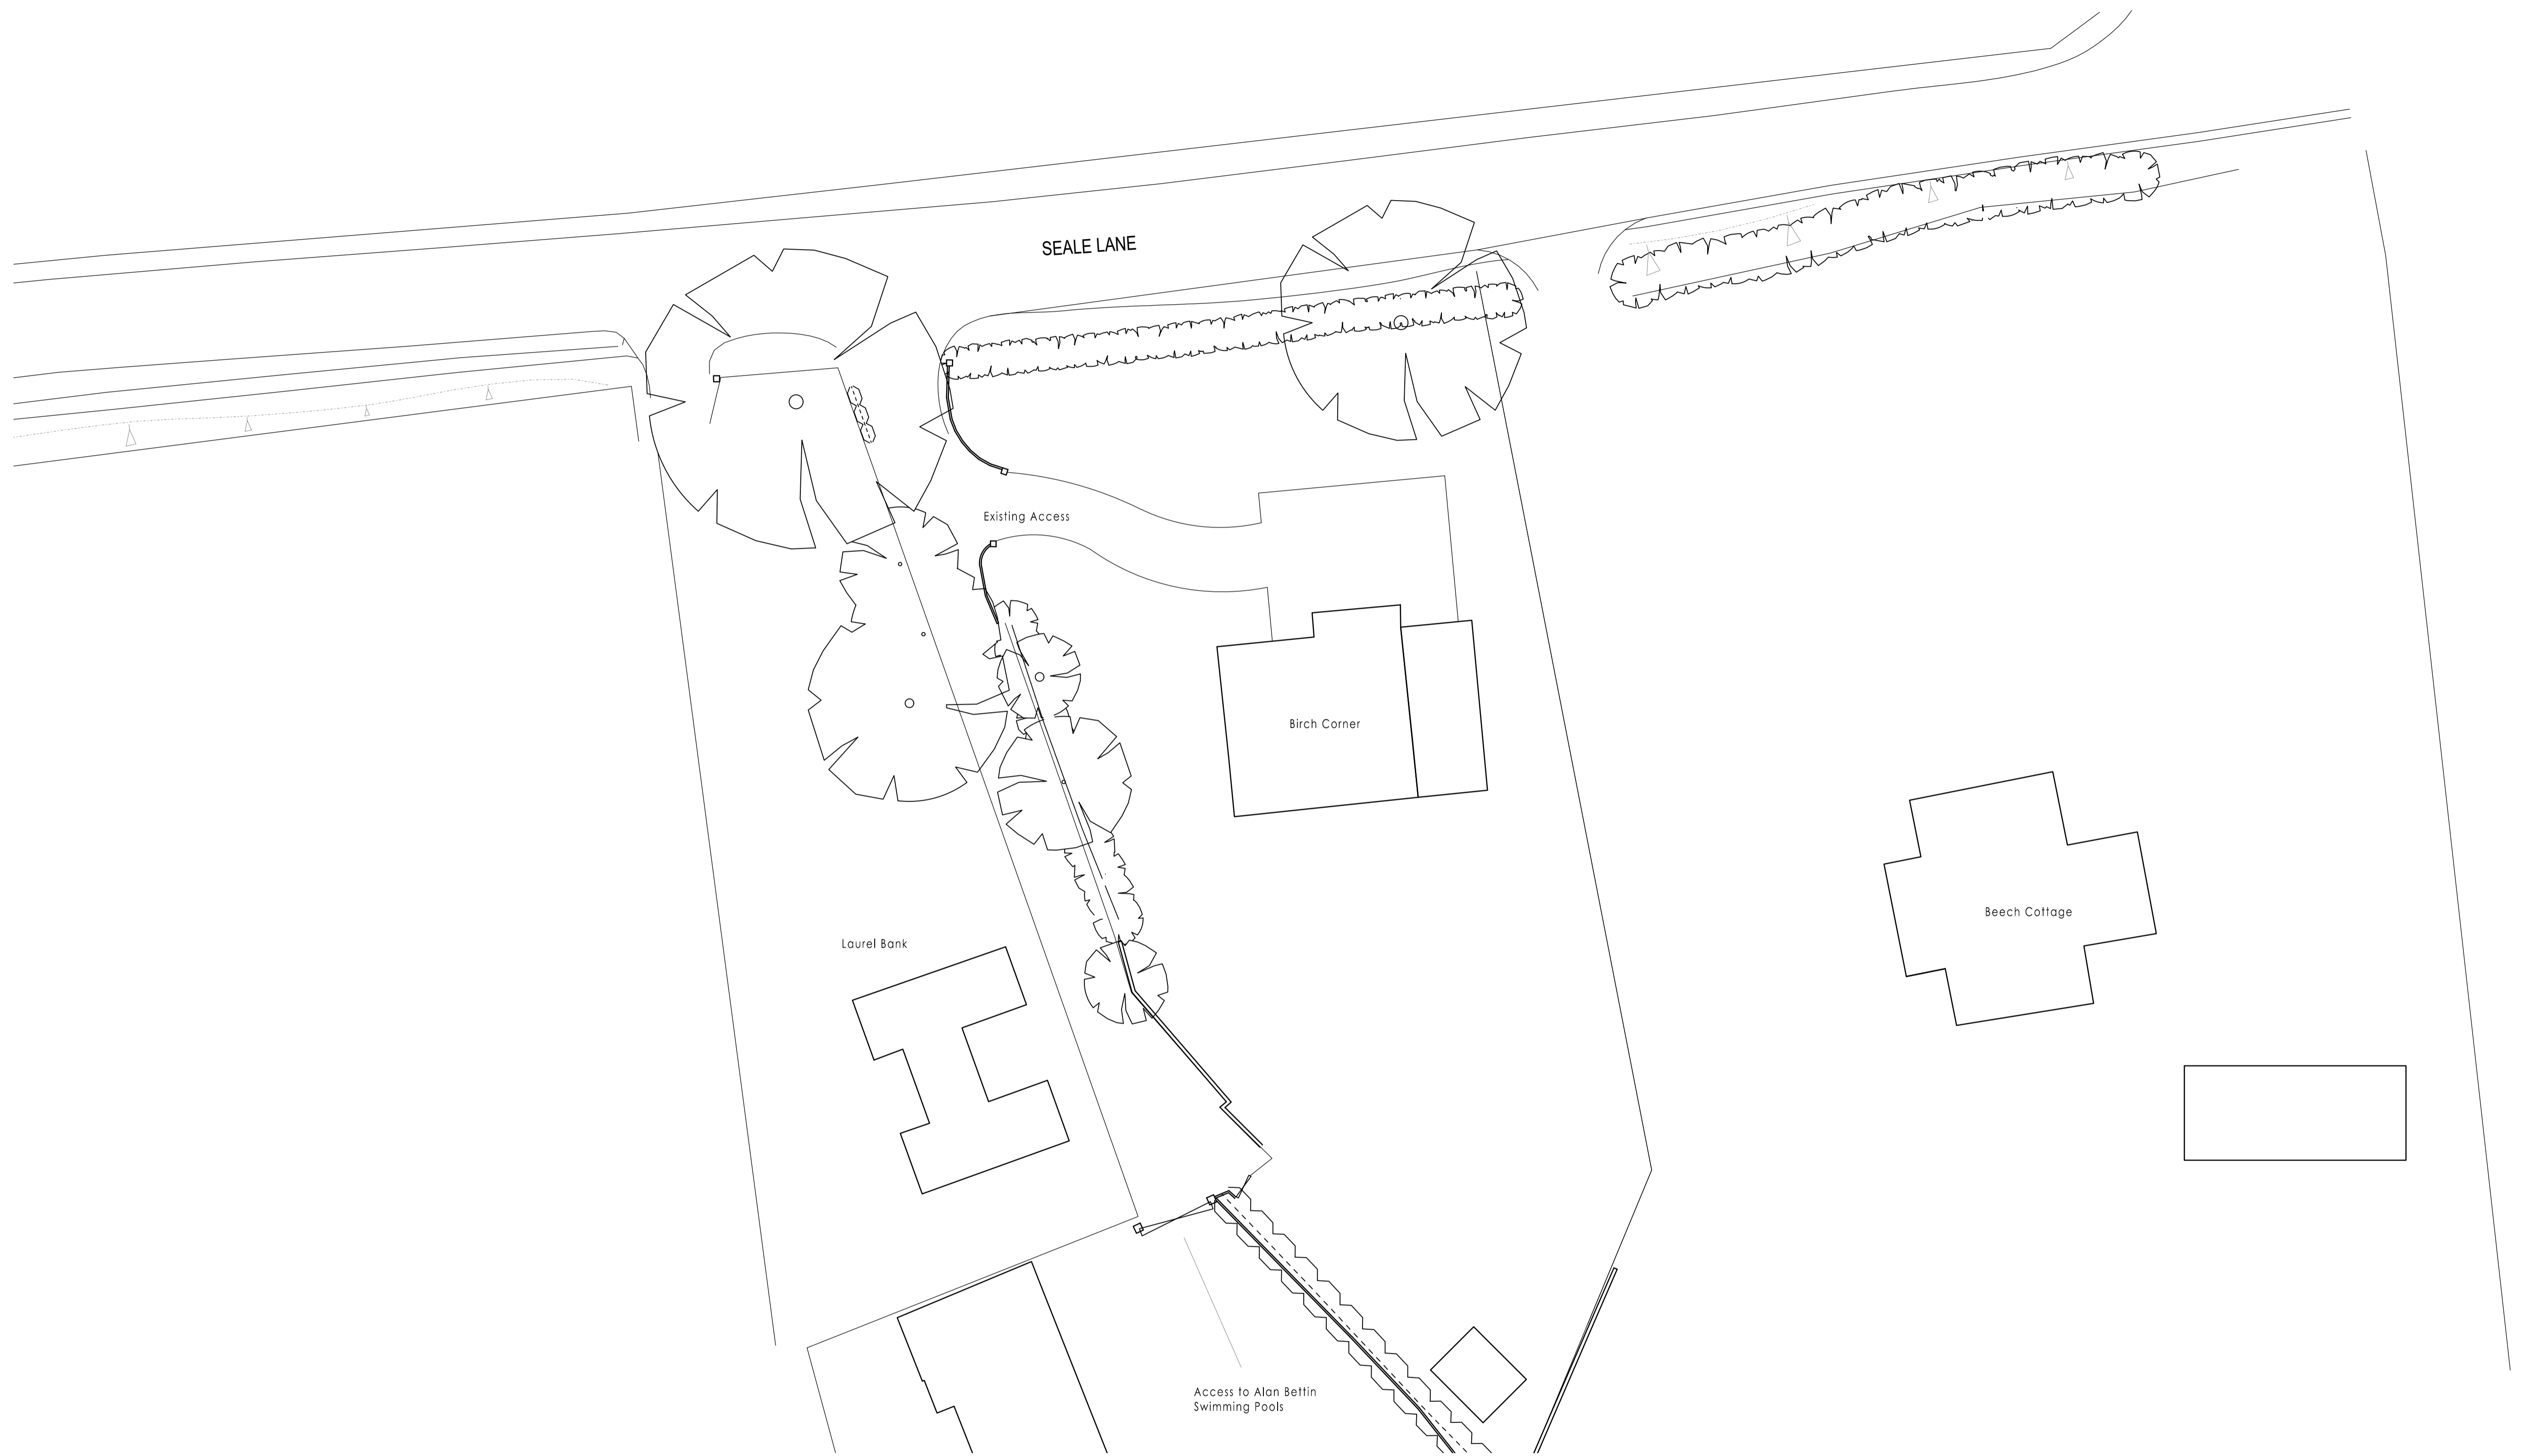 SEALE LANE
Existing Access
Birch Corner
Beech Cottage
Laurel Bank
Access to Alan Bettin
Swimming Pools